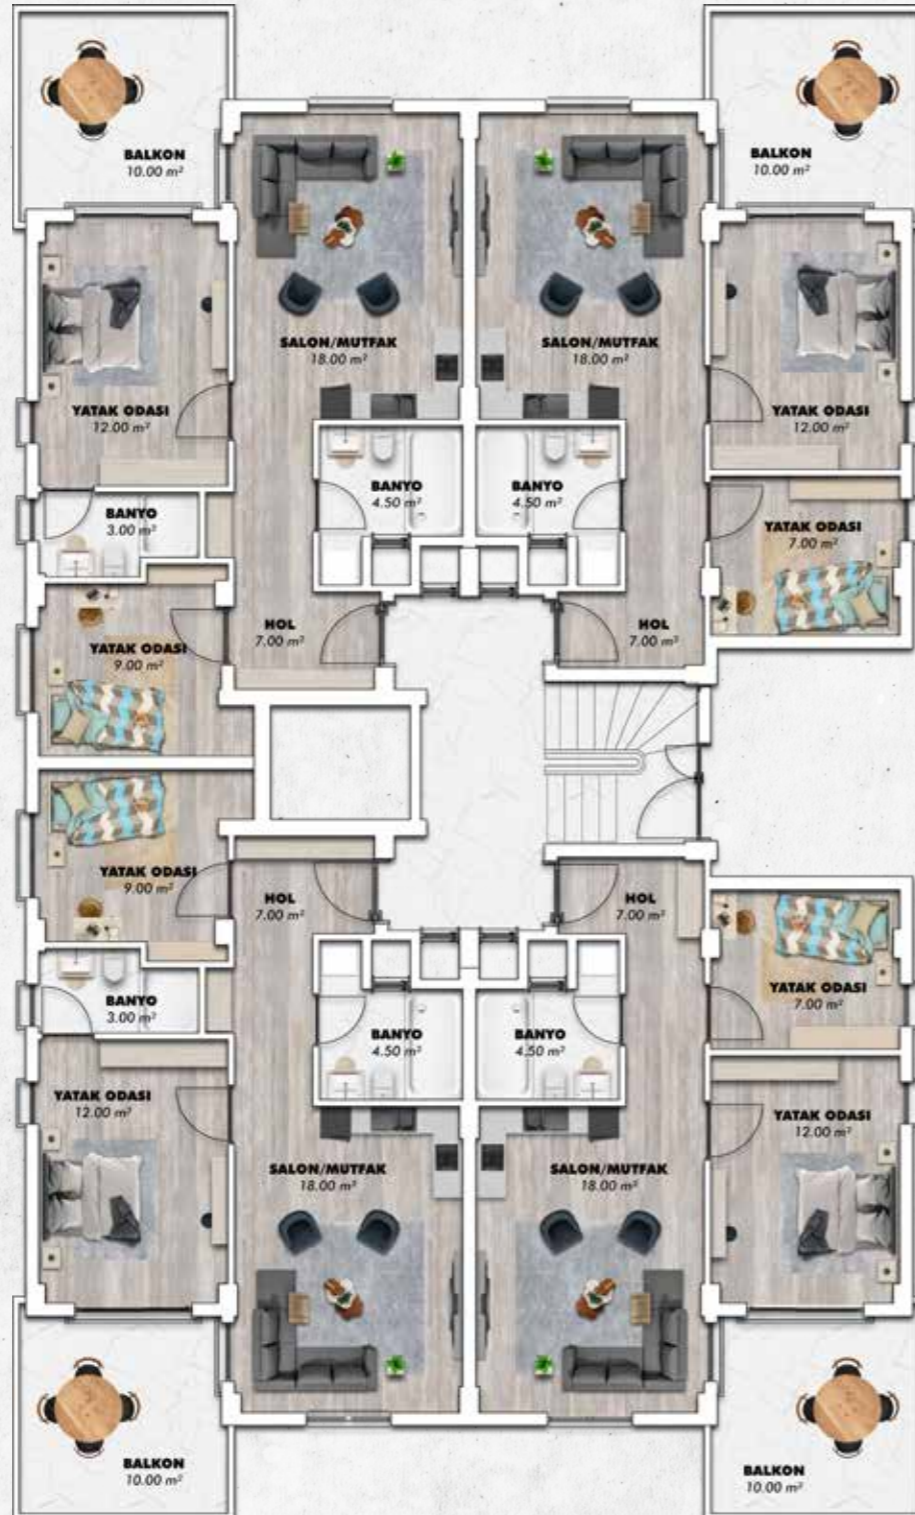 BALKON
10.00 m²
BALKON
10.00 m²
SALON/MUTFAK
18.00 m²
SALON/MUTFAK
18.00 m²
YATAK ODASI
12.00 m²
YATAK ODASI
12.00 m²
BANYO
4.50 m²
BANYO
4.50 m²
BANYO
3.00 m²
YATAK ODASI
7.00 m²
HOL
7.00 m²
HOL
7.00 m²
YATAK ODASI
9.00 m²
YATAK ODASI
9.00 m²
HOL
7.00 m²
HOL
7.00 m²
YATAK ODASI
7.00 m²
BANYO
3.00 m²
BANYO
4.50 m²
BANYO
4.50 m²
YATAK ODASI
12.00 m²
YATAK ODASI
12.00 m²
SALON/MUTFAK
18.00 m²
SALON/MUTFAK
18.00 m²
BALKON
10.00 m²
BALKON
10.00 m²